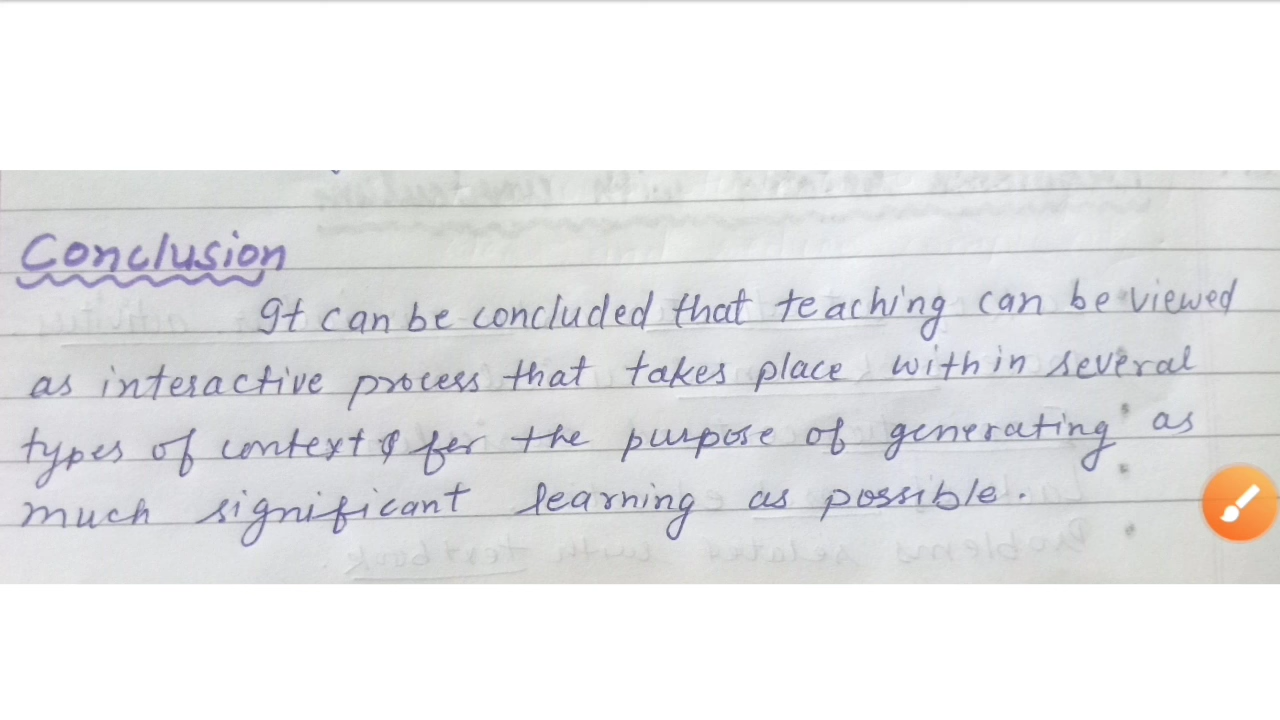 Conclusion
It can be concluded that teaching can be viewed
as interactive process that takes place within several
types of context & for the purpose of generating as
much significant learning as possible.